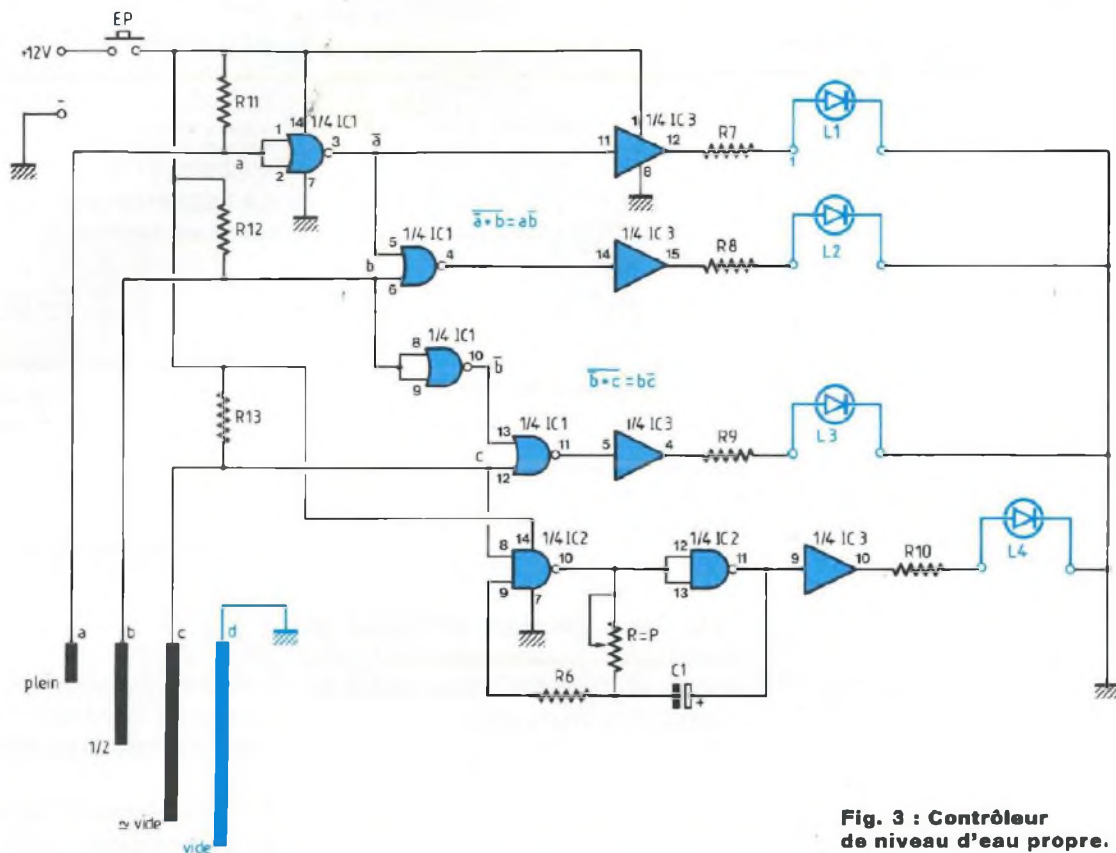 EP
+12V
-
R11
14
1/4 IC1
1
2
3
7
a
a̅
1
1/4 IC 3
11
12
8
R7
1
L1
R12
1/4 IC1
5
6
4
b
a̅+b̅ = ab̅
1/4 IC 3
14
15
R8
L2
1/4 IC1
8
9
10
b̅
b̅+c̅ = bc̅
R13
1/4 IC1
13
12
11
c
1/4 IC 3
5
4
R9
L3
14
1/4 IC2
8
9
10
7
1/4 IC2
12
13
11
1/4 IC 3
9
10
R10
L4
R=P
R6
C1
+
a
b
c
d
plein
1/2
≃ vide
vide
Fig. 3 : Contrôleur
de niveau d'eau propre.